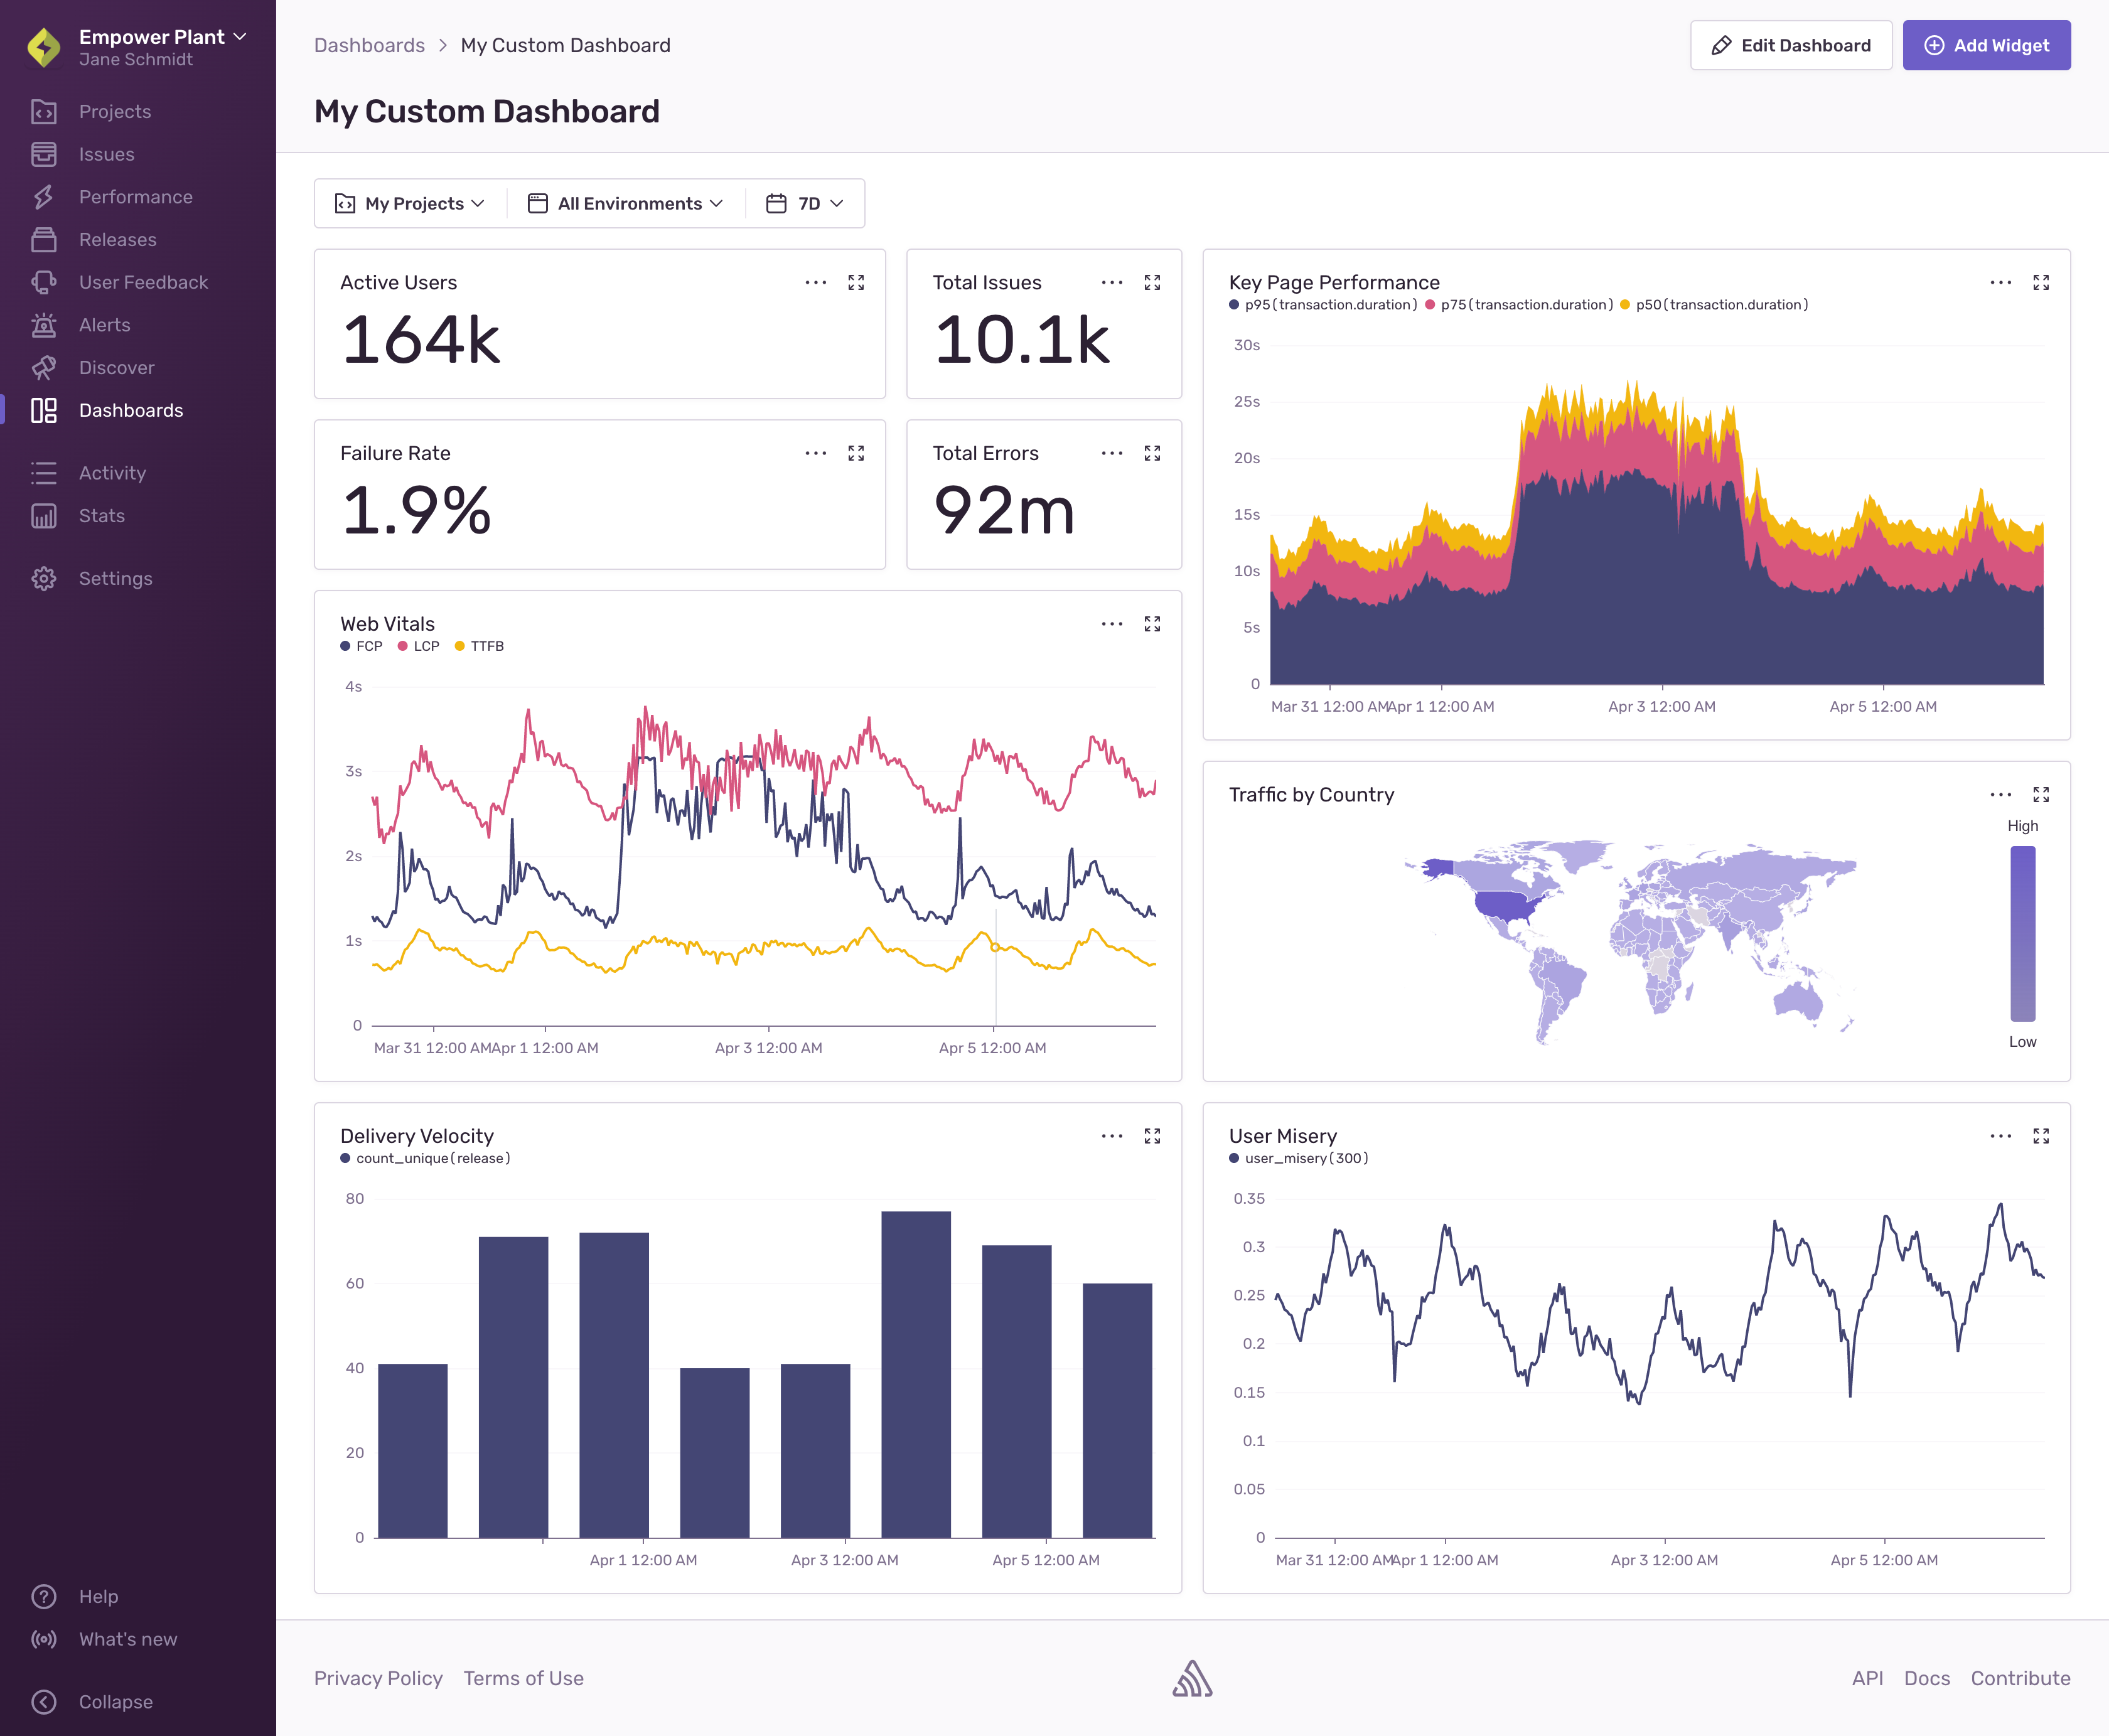 Empower Plant
Jane Schmidt
Projects
Issues
Performance
Releases
User Feedback
Alerts
Discover
Dashboards
Activity
Stats
Settings
Help
What's new
Collapse
Dashboards > My Custom Dashboard
Edit Dashboard
Add Widget
My Custom Dashboard
My Projects
All Environments
7D
Active Users
164k
Total Issues
10.1k
Failure Rate
1.9%
Total Errors
92m
Key Page Performance
p95(transaction.duration) p75(transaction.duration) p50(transaction.duration)
30s
25s
20s
15s
10s
5s
0
Mar 31 12:00 AM Apr 1 12:00 AM Apr 3 12:00 AM Apr 5 12:00 AM
Web Vitals
FCP LCP TTFB
4s
3s
2s
1s
0
Mar 31 12:00 AM Apr 1 12:00 AM Apr 3 12:00 AM Apr 5 12:00 AM
Traffic by Country
High
Low
Delivery Velocity
count_unique(release)
80
60
40
20
0
Apr 1 12:00 AM Apr 3 12:00 AM Apr 5 12:00 AM
User Misery
user_misery(300)
0.35
0.3
0.25
0.2
0.15
0.1
0.05
0
Mar 31 12:00 AM Apr 1 12:00 AM Apr 3 12:00 AM Apr 5 12:00 AM
Privacy Policy Terms of Use
API Docs Contribute